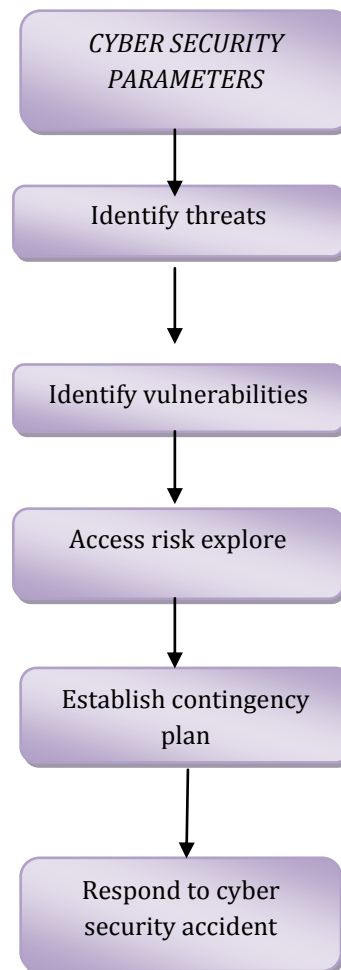 CYBER SECURITY
PARAMETERS
Identify threats
Identify vulnerabilities
Access risk explore
Establish contingency
plan
Respond to cyber
security accident